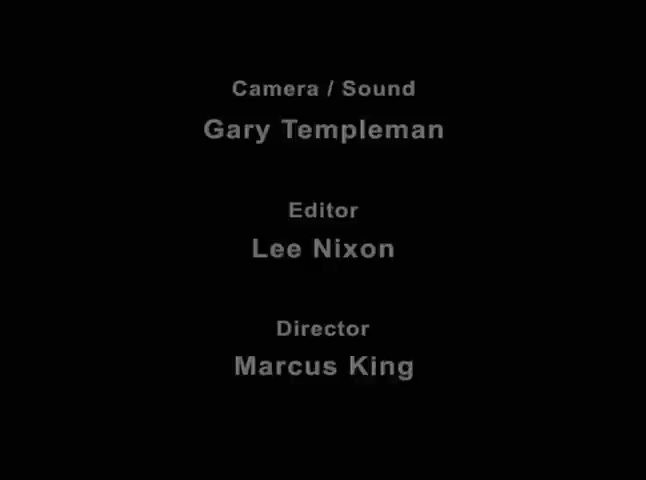 Camera / Sound
Gary Templeman
Editor
Lee Nixon
Director
Marcus King